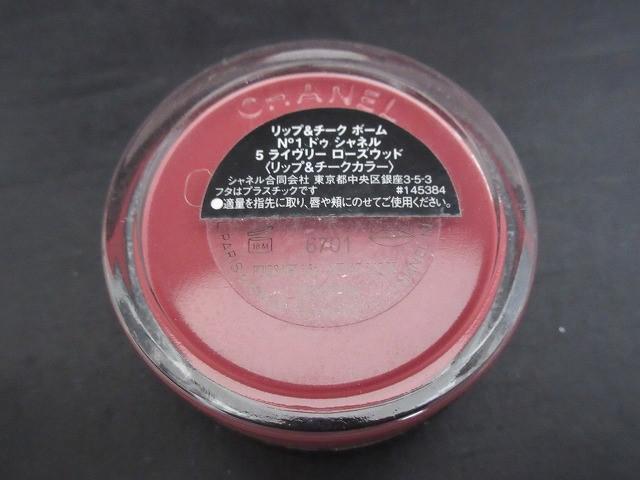 CHANEL
リップ&チーク ボーム
N°1 ドゥ シャネル
5 ライヴリー ローズウッド
〈リップ&チークカラー〉
シャネル合同会社 東京都中央区銀座3-5-3
フタはプラスチックです #145384
●適量を指先に取り、唇や頬にのせてご使用ください。
18M
6701